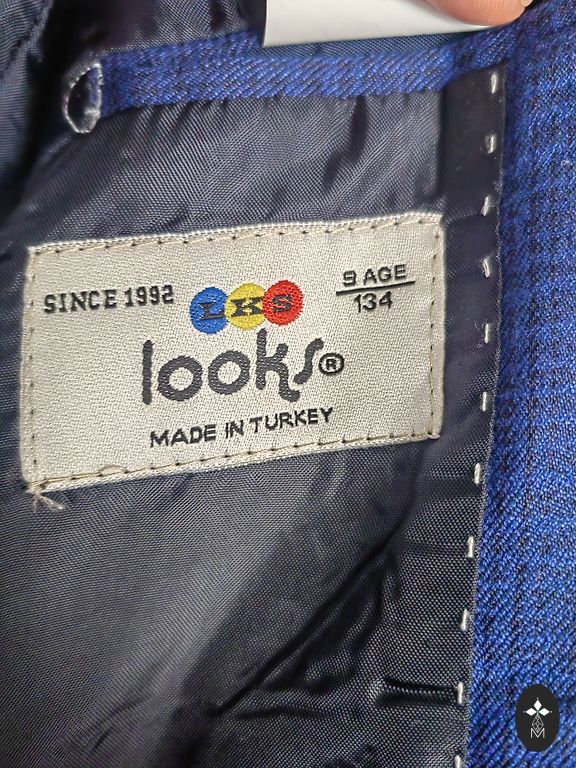 SINCE 1992
LKS
9 AGE
134
looks®
MADE IN TURKEY
M